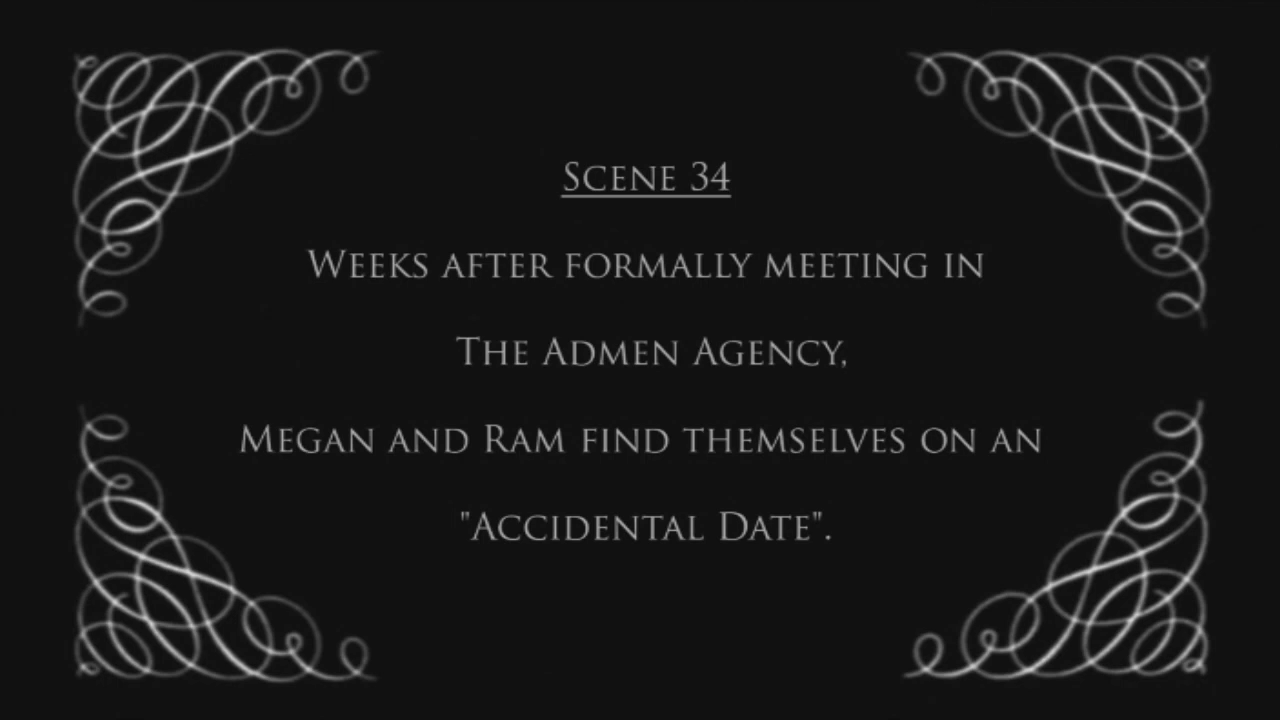 Scene 34
Weeks after formally meeting in
The Admen Agency,
Megan and Ram find themselves on an
"Accidental Date".